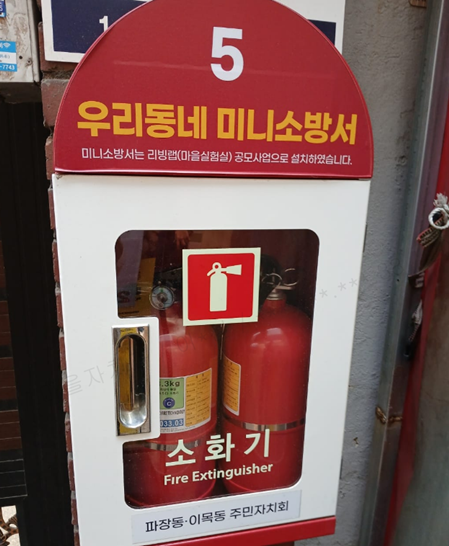 1
5
우리동네 미니소방서
미니소방서는 리빙랩(마을실험실) 공모사업으로 설치하였습니다.
.3kg
소화기
Fire Extinguisher
파장동·이목동 주민자치회